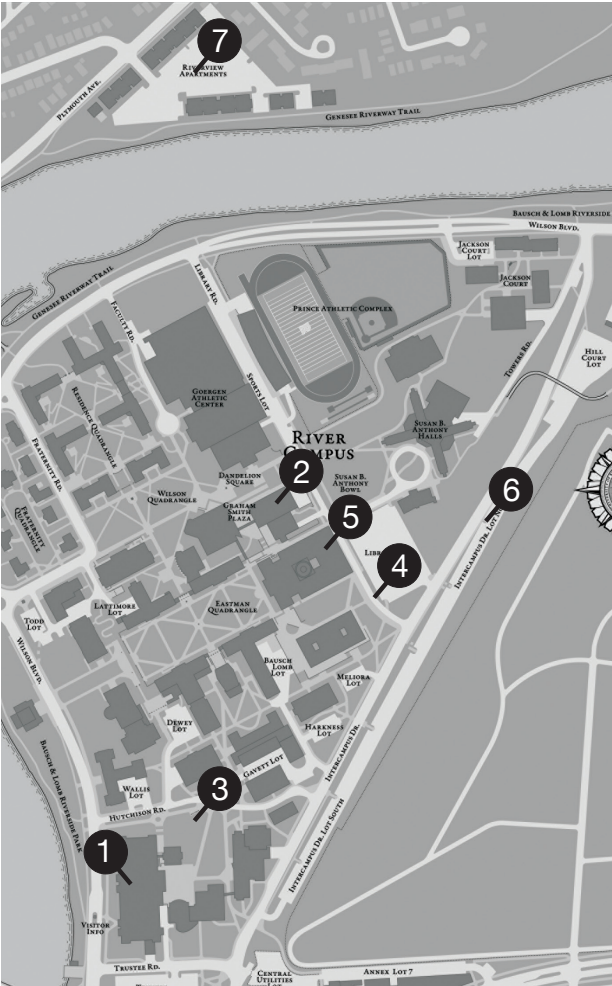 7
RIVERVIEW
APARTMENTS
PLYMOUTH AVE.
GENESEE RIVERWAY TRAIL
BAUSCH & LOMB RIVERSIDE
WILSON BLVD.
JACKSON
COURT
LOT
JACKSON
COURT
GENESEE RIVERWAY TRAIL
LIBRARY RD.
FACULTY RD.
PRINCE ATHLETIC COMPLEX
TOWERS RD.
HILL
COURT
LOT
SPORTS LOT
GOERGEN
ATHLETIC
CENTER
RESIDENCE QUADRANGLE
FRATERNITY RD.
FRATERNITY
QUADRANGLE
SUSAN B.
ANTHONY
HALLS
RIVER
CAMPUS
2
DANDELION
SQUARE
SUSAN B.
ANTHONY
BOWL
WILSON
QUADRANGLE
GRAHAM
SMITH
PLAZA
5
6
INTERCAMPUS DR. LOT
4
LATTIMORE
LOT
EASTMAN
QUADRANGLE
TODD
LOT
WILSON BLVD.
BAUSCH
LOMB
LOT
MELIORA
LOT
DEWEY
LOT
HARKNESS
LOT
INTERCAMPUS DR.
GAVETT LOT
WALLIS
LOT
3
HUTCHISON RD.
BAUSCH & LOMB RIVERSIDE PARK
1
INTERCAMPUS DR. LOT SOUTH
VISITOR
INFO
TRUSTEE RD.
CENTRAL
UTILITIES
LOT
ANNEX LOT 7